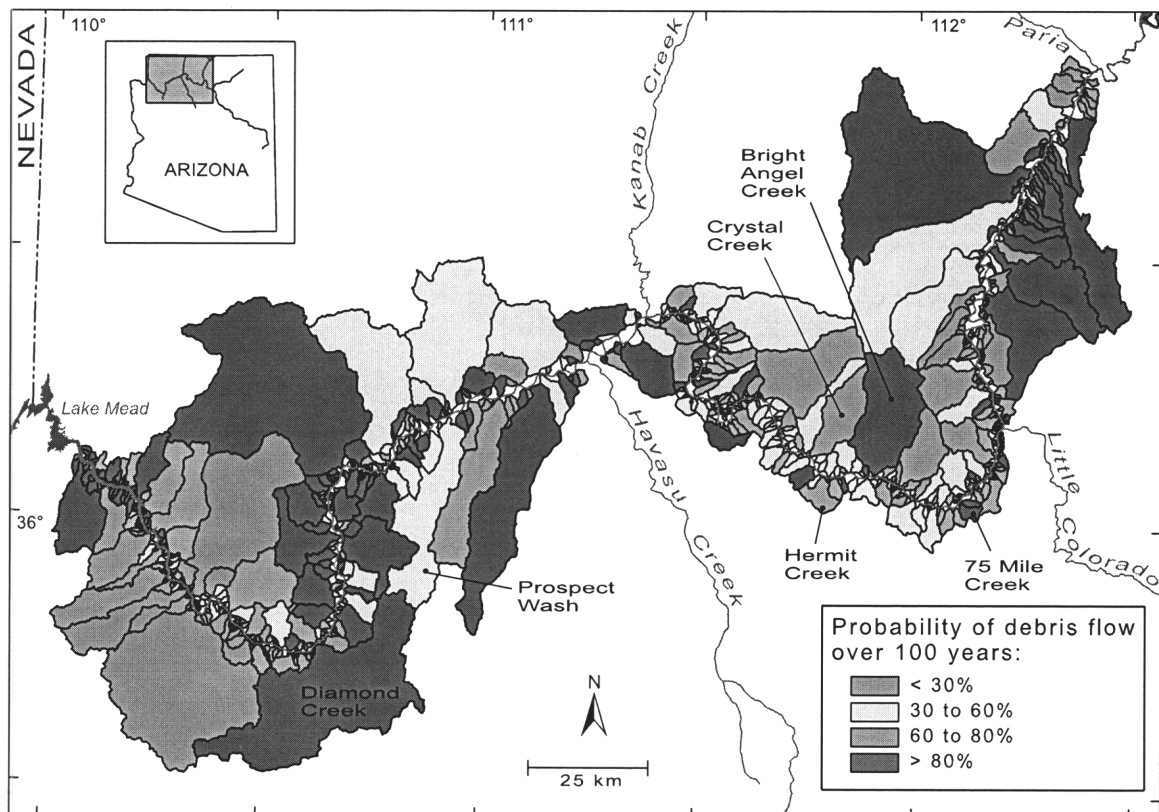 110°
111°
112°
NEVADA
ARIZONA
Paria
Kanab Creek
Bright
Angel
Creek
Crystal
Creek
Lake Mead
36°
Havasu Creek
Little
Colorado
Hermit
Creek
75 Mile
Creek
Prospect
Wash
Diamond
Creek
N
25 km
Probability of debris flow
over 100 years:
< 30%
30 to 60%
60 to 80%
> 80%